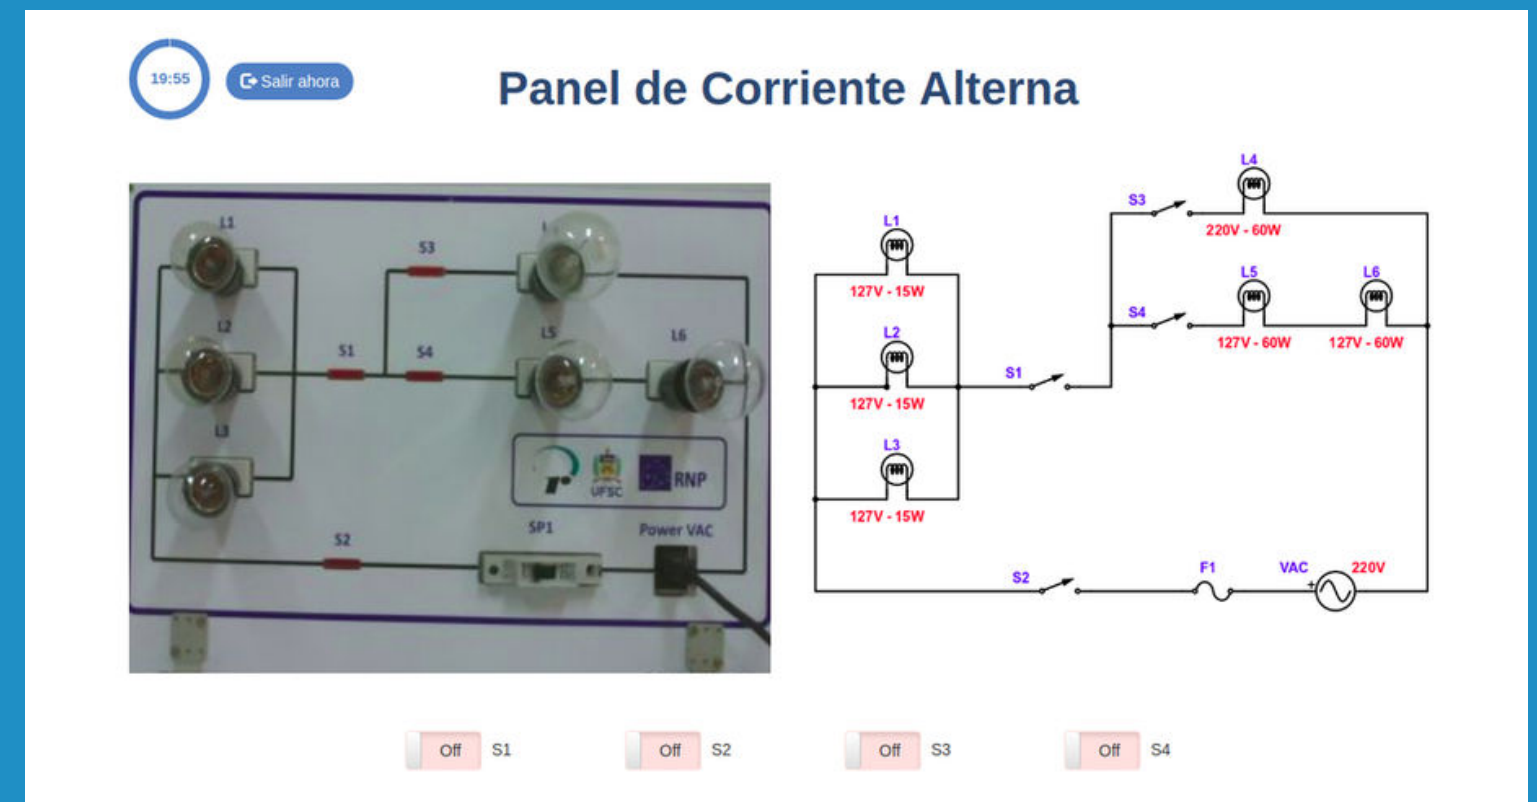 19:55
Salir ahora
Panel de Corriente Alterna
L1
L2
L3
S1
S2
S3
S4
L5
L6
UFSC
RNP
SP1
Power VAC
L1
127V - 15W
L2
127V - 15W
L3
127V - 15W
S1
S3
L4
220V - 60W
S4
L5
127V - 60W
L6
127V - 60W
S2
F1
VAC
+
220V
Off S1
Off S2
Off S3
Off S4